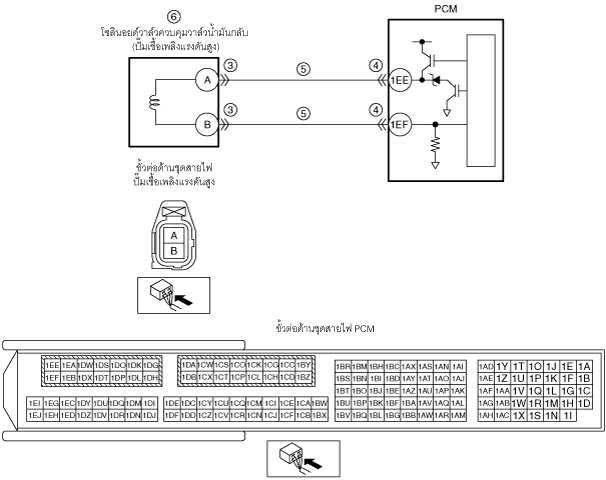 ⑥
PCM
โซลินอยด์วาล์วควบคุมวาล์วน้ำมันกลับ
(ปั๊มเชื้อเพลิงแรงดันสูง)
③ ⑤ ④
A 1EE
③ ⑤ ④
B 1EF
ขั้วต่อด้านชุดสายไฟ
ปั๊มเชื้อเพลิงแรงดันสูง
A
B
ขั้วต่อด้านชุดสายไฟ PCM
1EE 1EA 1DW 1DS 1DO 1DK 1DG 1DA 1CW 1CS 1CO 1CK 1CG 1CC 1BY 1BR 1BM 1BH 1BC 1AX 1AS 1AN 1AI 1AD 1Y 1T 1O 1J 1E 1A
1EF 1EB 1DX 1DT 1DP 1DL 1DH 1DB 1CX 1CT 1CP 1CL 1CH 1CD 1BZ 1BS 1BN 1BI 1BD 1AY 1AT 1AO 1AJ 1AE 1Z 1U 1P 1K 1F 1B
1EI 1EG 1EC 1DY 1DU 1DQ 1DM 1DI 1DE 1DC 1CY 1CU 1CQ 1CM 1CI 1CE 1CA 1BW 1BT 1BO 1BJ 1BE 1AZ 1AU 1AP 1AK 1AF 1AA 1V 1Q 1L 1G 1C
1BU 1BP 1BK 1BF 1BA 1AV 1AQ 1AL 1AG 1AB 1W 1R 1M 1H 1D
1EJ 1EH 1ED 1DZ 1DV 1DR 1DN 1DJ 1DF 1DD 1CZ 1CV 1CR 1CN 1CJ 1CF 1CB 1BX 1BV 1BQ 1BL 1BG 1BB 1AW 1AR 1AM 1AH 1AC 1X 1S 1N 1I